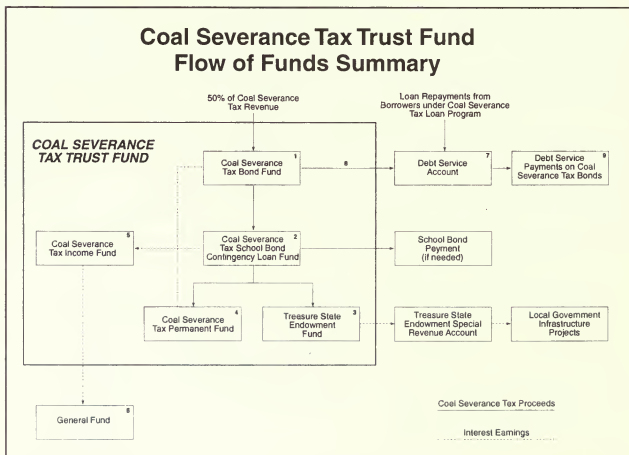 Coal Severance Tax Trust Fund
Flow of Funds Summary
50% of Coal Severance
Tax Revenue
Loan Repayments from
Borrowers under Coal Severance
Tax Loan Program
COAL SEVERANCE
TAX TRUST FUND
1
Coal Severance
Tax Bond Fund
6
7
Debt Service
Account
9
Debt Service
Payments on Coal
Severance Tax Bonds
5
Coal Severance
Tax Income Fund
2
Coal Severance
Tax School Bond
Contingency Loan Fund
School Bond
Payment
(if needed)
4
Coal Severance
Tax Permanent Fund
3
Treasure State
Endowment
Fund
Treasure State
Endowment Special
Revenue Account
Local Government
Infrastructure
Projects
General Fund
Coal Severance Tax Proceeds
Interest Earnings